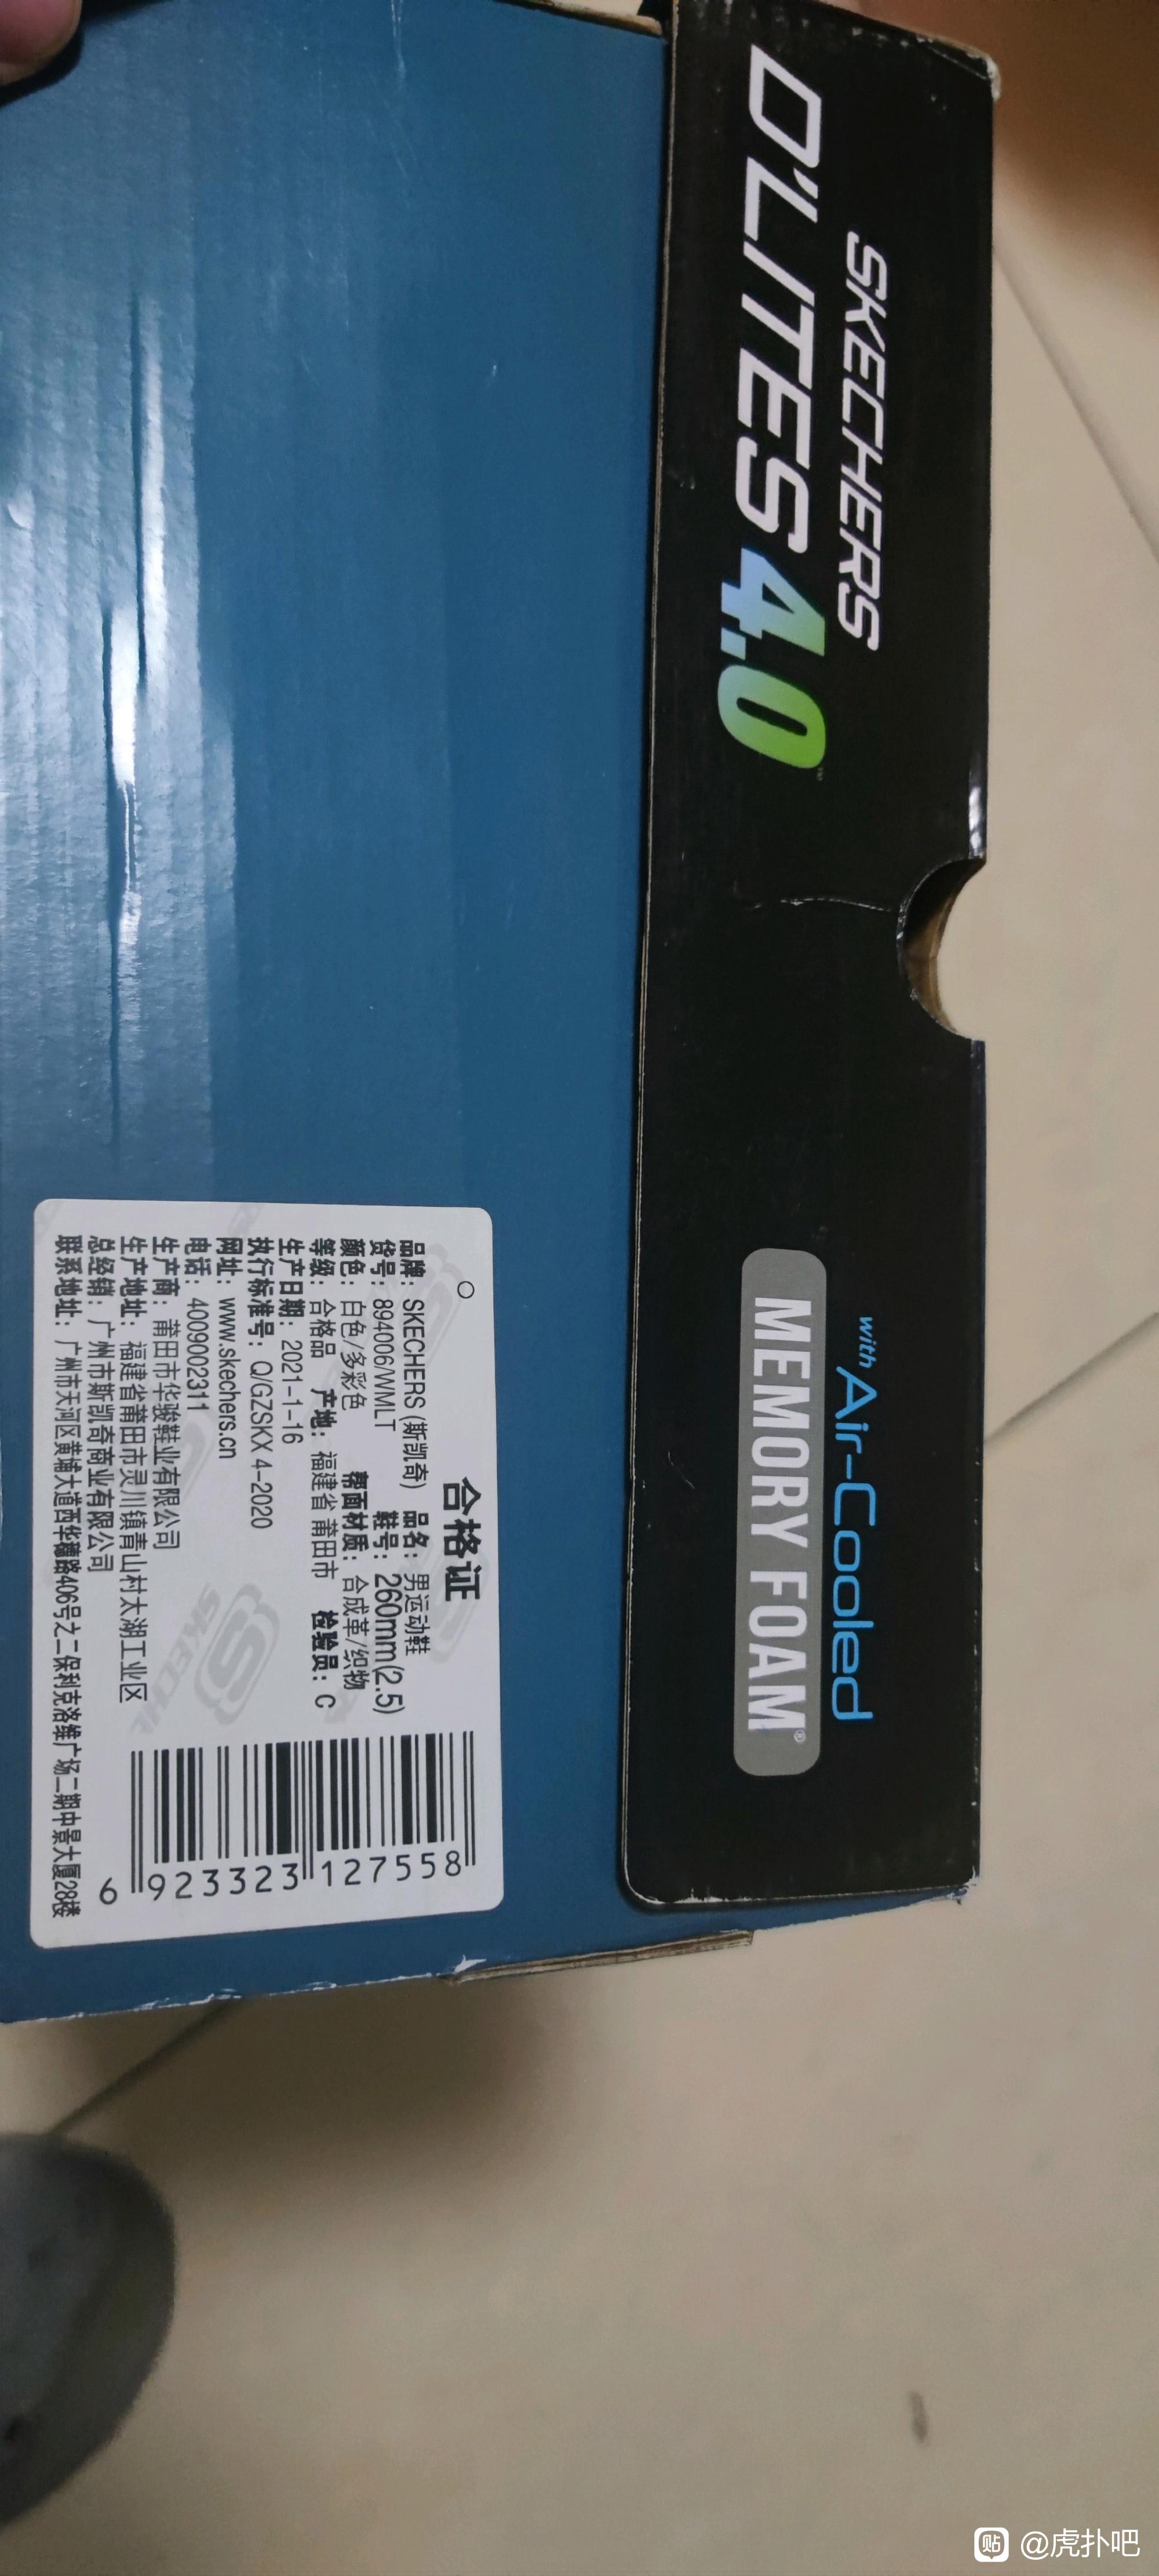 SKECHERS
D'LITES 4.0
with Air-Cooled
MEMORY FOAM®
合格证
品牌：SKECHERS (斯凯奇) 品名：男运动鞋
货号：894006/WMLT 鞋号：260mm(2.5)
颜色：白色/多彩色 帮面材质：合成革/织物
等级：合格品 产地：福建省 莆田市 检验员：C
生产日期：2021-1-16
执行标准号：Q/GZSKX 4-2020
网址：www.skechers.cn
电话：4009002311
生产商：莆田市华骏鞋业有限公司
生产地址：福建省莆田市灵川镇青山村太湖工业区
总经销：广州市斯凯奇商业有限公司
联系地址：广州市天河区黄埔大道西华穗路406号之二保利克洛维广场二期中景大厦28楼
6 923323 127558
贴 @虎扑吧